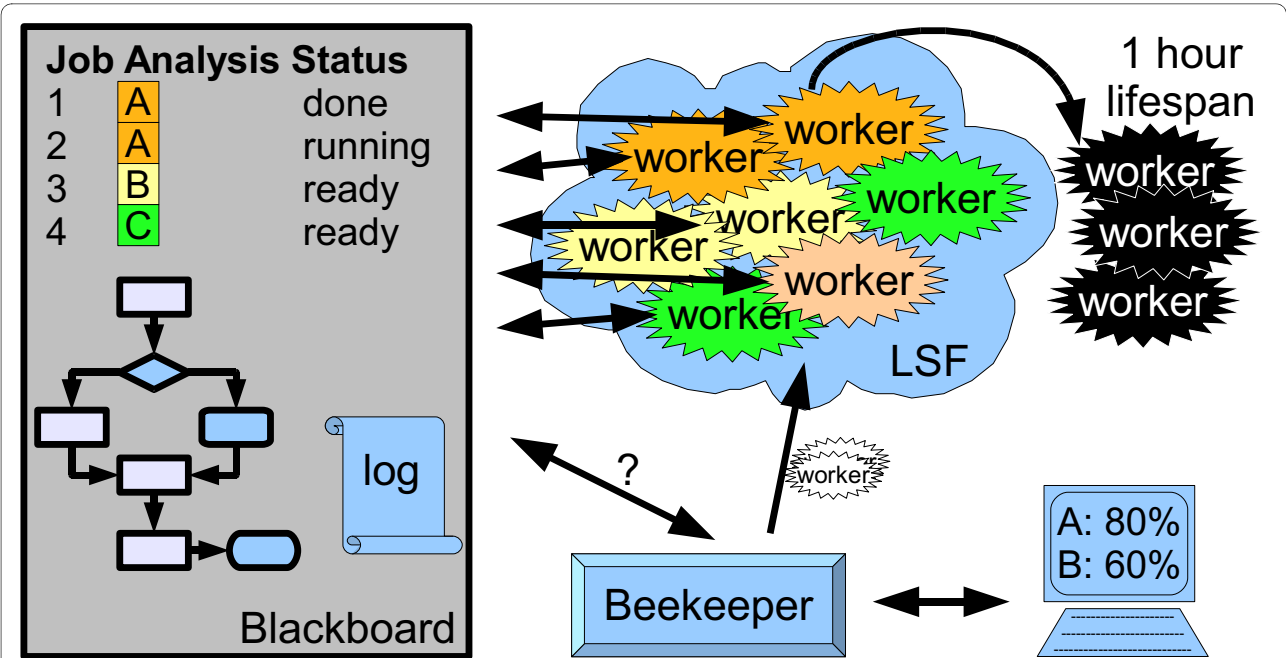 Job Analysis Status
1 A done
2 A running
3 B ready
4 C ready
log
Blackboard
worker
worker
worker
worker
worker
worker
worker
LSF
1 hour
lifespan
worker
worker
worker
?
worker
Beekeeper
A: 80%
B: 60%